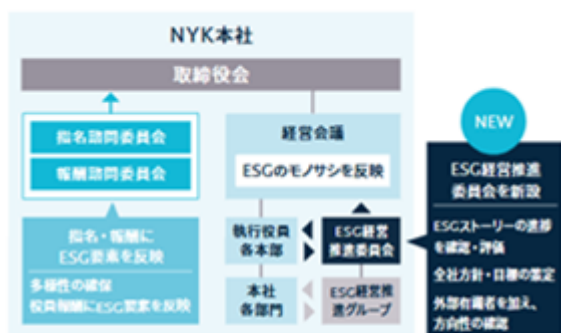 NYK本社
取締役会
指名諮問委員会
報酬諮問委員会
指名・報酬に
ESG要素を反映
多様性の確保
役員報酬にESG要素を反映
経営会議
ESGのモノサシを反映
執行役員
各本部
ESG経営
推進委員会
本社
各部門
ESG経営推
進グループ
NEW
ESG経営推進
委員会を新設
ESGストーリーの進捗
を確認・評価
全社方針・目標の策定
外部有識者を加え、
方向性の確認